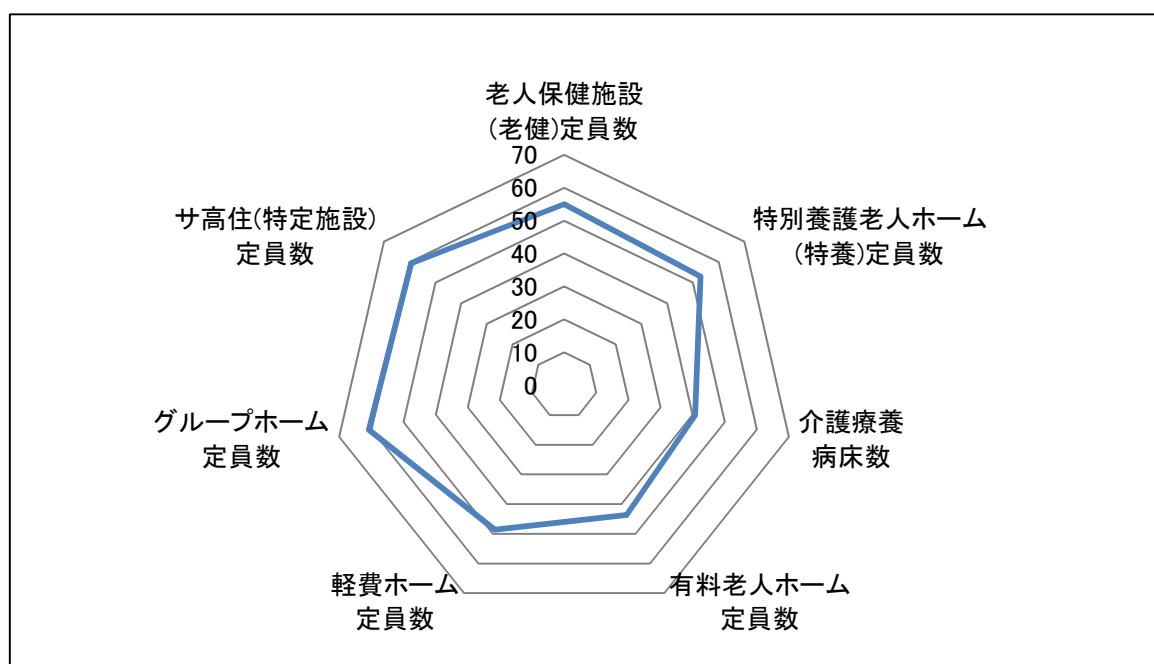 老人保健施設
(老健)定員数
70
60
50
40
30
20
10
0
特別養護老人ホーム
(特養)定員数
介護療養
病床数
有料老人ホーム
定員数
軽費ホーム
定員数
グループホーム
定員数
サ高住(特定施設)
定員数